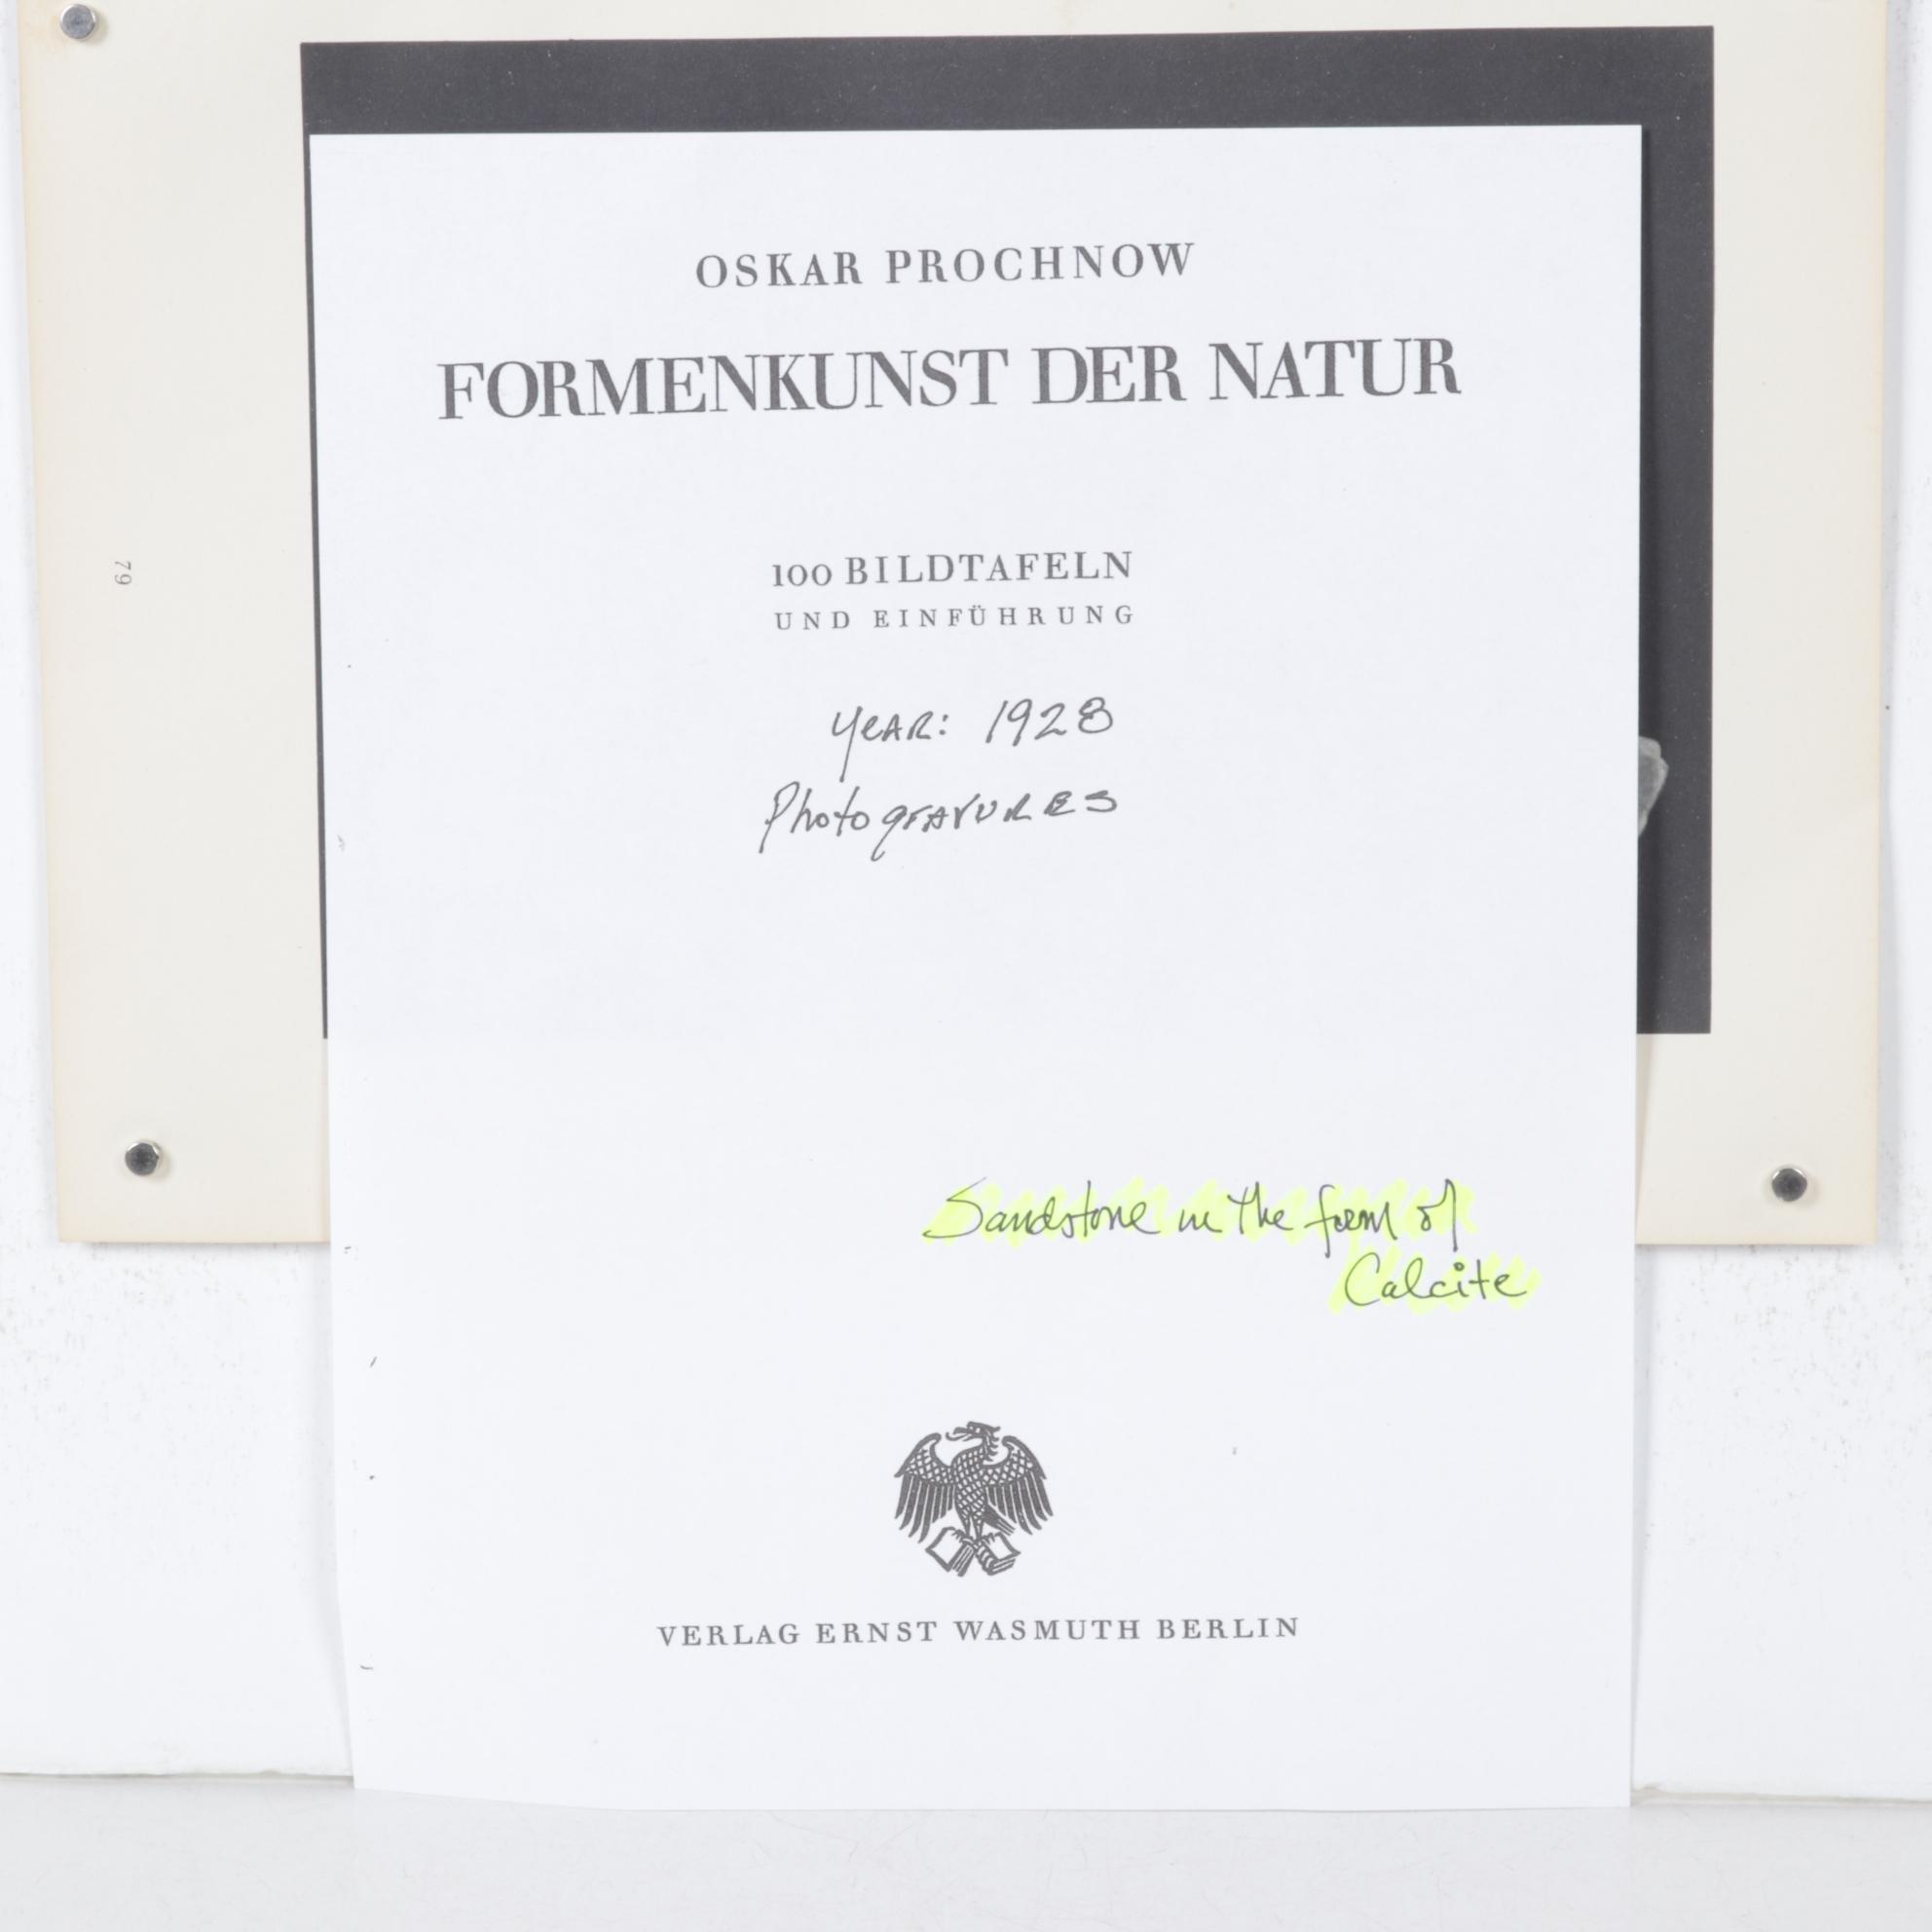 OSKAR PROCHNOW
FORMENKUNST DER NATUR
100 BILDTAFELN
UND EINFÜHRUNG
79
YeAR: 1928
Photogravures
Sandstone in the form of
Calcite
VERLAG ERNST WASMUTH BERLIN